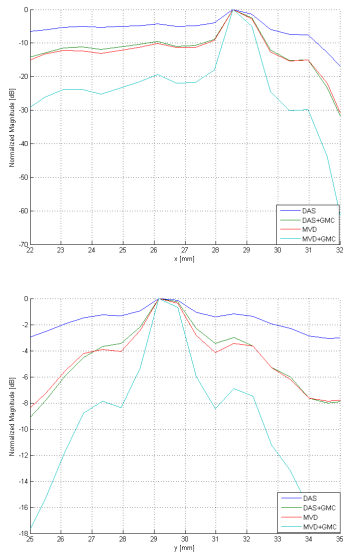 0
-10
-20
-30
-40
-50
-60
70
22 23 24 25 26 27 28 29 30 31 32
x [mm]
Normalized Magnitude [dB]
DAS
DAS+GMC
MVD
MVD+GMC
0
-2
-4
-6
-8
-10
-12
-14
-16
-18
25 26 27 28 29 30 31 32 33 34 35
y [mm]
Normalized Magnitude [dB]
DAS
DAS+GMC
MVD
MVD+GMC